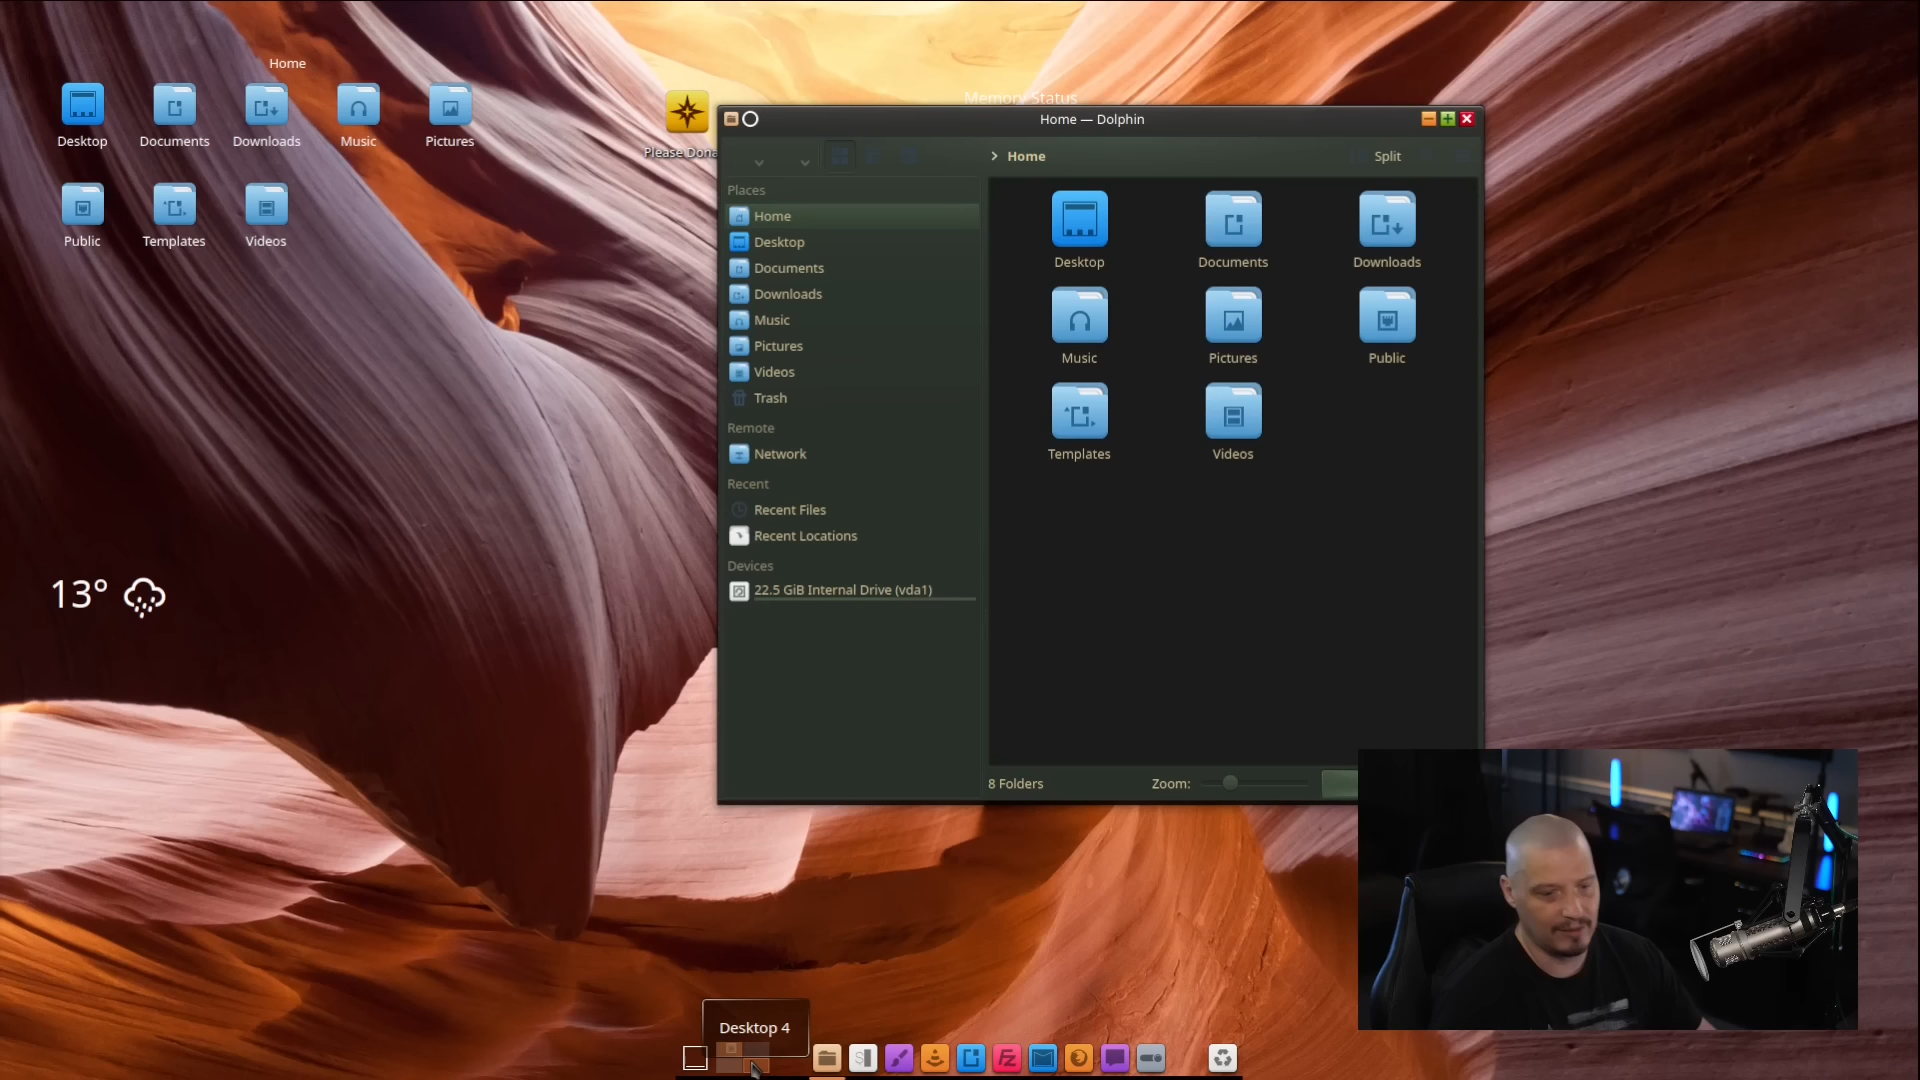 Home
Desktop
Documents
Downloads
Music
Pictures
Public
Templates
Videos
Please Dona
13°
Memory Status
Home — Dolphin
Home
Split
Places
Home
Desktop
Documents
Downloads
Music
Pictures
Videos
Trash
Remote
Network
Recent
Recent Files
Recent Locations
Devices
22.5 GiB Internal Drive (vda1)
Desktop
Documents
Downloads
Music
Pictures
Public
Templates
Videos
8 Folders
Zoom:
Desktop 4
Fz